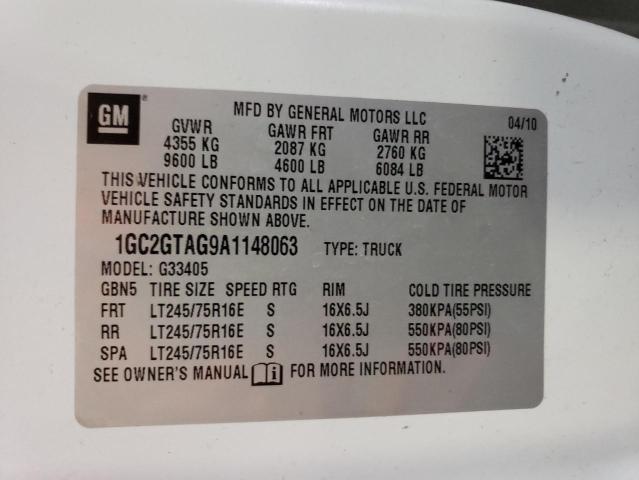 GM
MFD BY GENERAL MOTORS LLC
04/10
GVWR GAWR FRT GAWR RR
4355 KG 2087 KG 2760 KG
9600 LB 4600 LB 6084 LB
THIS VEHICLE CONFORMS TO ALL APPLICABLE U.S. FEDERAL MOTOR
VEHICLE SAFETY STANDARDS IN EFFECT ON THE DATE OF
MANUFACTURE SHOWN ABOVE.
1GC2GTAG9A1148063 TYPE: TRUCK
MODEL: G33405
GBN5 TIRE SIZE SPEED RTG RIM COLD TIRE PRESSURE
FRT LT245/75R16E S 16X6.5J 380KPA(55PSI)
RR LT245/75R16E S 16X6.5J 550KPA(80PSI)
SPA LT245/75R16E S 16X6.5J 550KPA(80PSI)
SEE OWNER'S MANUAL FOR MORE INFORMATION.